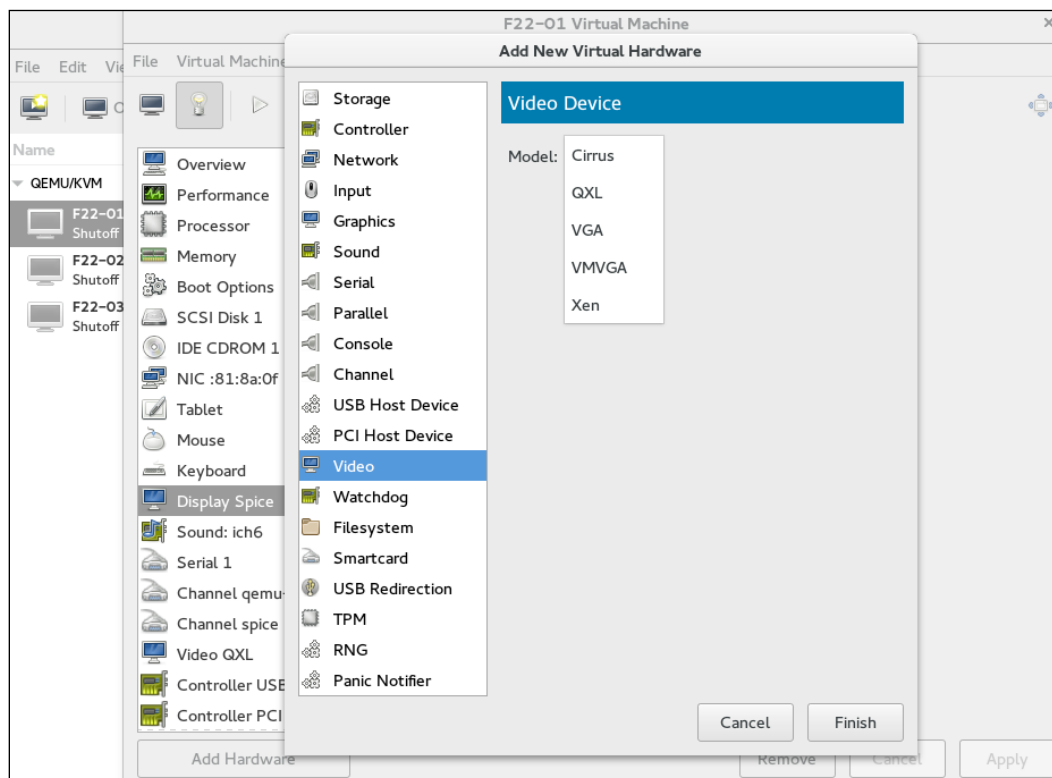 F22-01 Virtual Machine
Add New Virtual Hardware
File Edit
File Virtual Machine
Name
QEMU/KVM
F22-01
Shutoff
F22-02
Shutoff
F22-03
Shutoff
Overview
Performance
Processor
Memory
Boot Options
SCSI Disk 1
IDE CDROM 1
NIC :81:8a:0f
Tablet
Mouse
Keyboard
Display Spice
Sound: ich6
Serial 1
Channel qemu-
Channel spice
Video QXL
Controller USB
Controller PCI
Add Hardware
Storage
Controller
Network
Input
Graphics
Sound
Serial
Parallel
Console
Channel
USB Host Device
PCI Host Device
Video
Watchdog
Filesystem
Smartcard
USB Redirection
TPM
RNG
Panic Notifier
Video Device
Model: Cirrus
QXL
VGA
VMVGA
Xen
Cancel Finish
Remove Cancel Apply